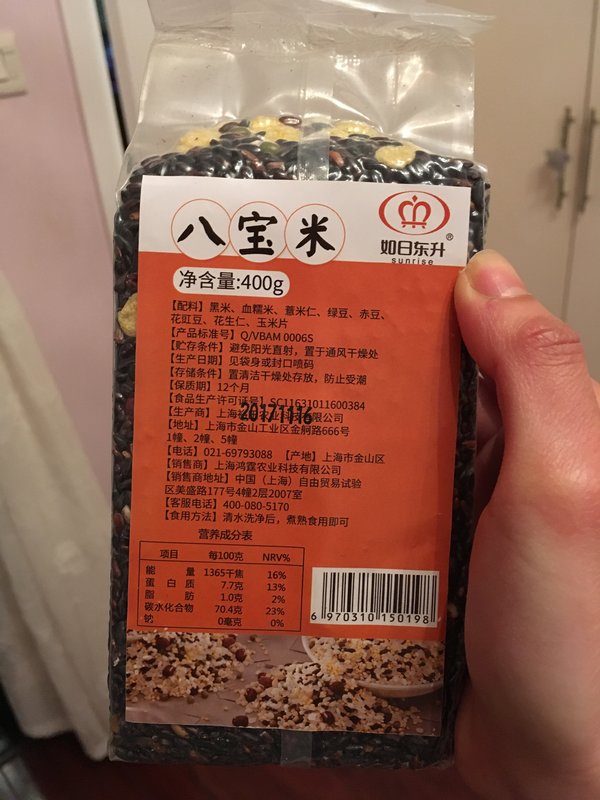 八宝米
如日东升®
sunrise
净含量:400g
【配料】黑米、血糯米、薏米仁、绿豆、赤豆、
花豇豆、花生仁、玉米片
【产品标准号】Q/VBAM 0006S
【贮存条件】避免阳光直射，置于通风干燥处
【生产日期】见袋身或封口喷码
【存储条件】置清洁干燥处存放，防止受潮
【保质期】12个月
【食品生产许可证号】SC11631011600384
20171116
【生产商】上海 农业科技有限公司
【地址】上海市金山工业区金舸路666号
1幢、2幢、5幢
【电话】021-69793088 【产地】上海市金山区
【销售商】上海鸿霆农业科技有限公司
【销售商地址】中国（上海）自由贸易试验
区美盛路177号4幢2层2007室
【客服电话】400-080-5170
【食用方法】清水洗净后，煮熟食用即可
营养成分表
项目 每100克 NRV%
能量 1365千焦 16%
蛋白质 7.7克 13%
脂肪 1.0克 2%
碳水化合物 70.4克 23%
钠 0毫克 0%
6 970310 150198